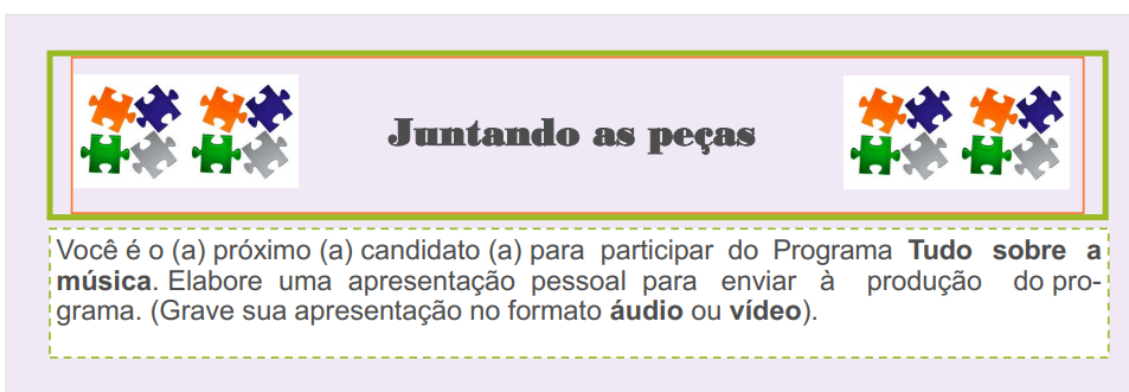 Juntando as peças
Você é o (a) próximo (a) candidato (a) para participar do Programa Tudo sobre a
música. Elabore uma apresentação pessoal para enviar à produção do pro-
grama. (Grave sua apresentação no formato áudio ou vídeo).